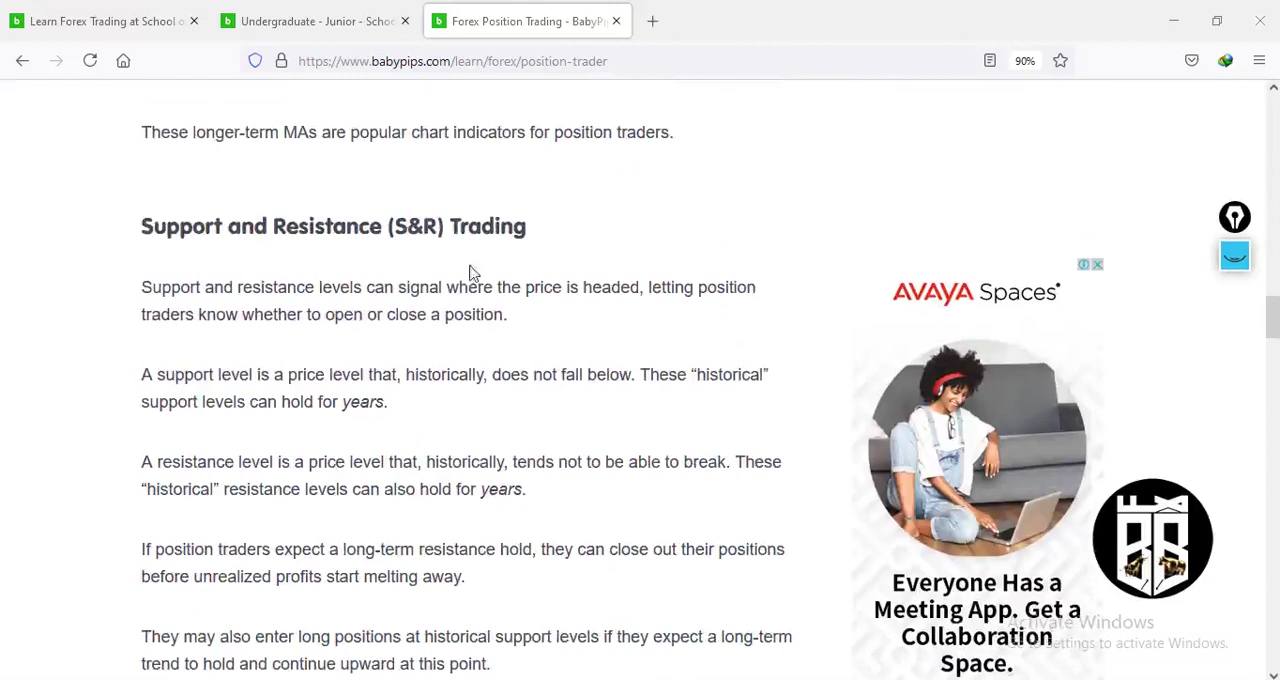 Learn Forex Trading at School o
Undergraduate - Junior - Schoo
Forex Position Trading - BabyPi
https://www.babypips.com/learn/forex/position-trader
90%
These longer-term MAs are popular chart indicators for position traders.
Support and Resistance (S&R) Trading
Support and resistance levels can signal where the price is headed, letting position
traders know whether to open or close a position.
A support level is a price level that, historically, does not fall below. These “historical”
support levels can hold for years.
A resistance level is a price level that, historically, tends not to be able to break. These
“historical” resistance levels can also hold for years.
If position traders expect a long-term resistance hold, they can close out their positions
before unrealized profits start melting away.
They may also enter long positions at historical support levels if they expect a long-term
trend to hold and continue upward at this point.
AVAYA Spaces
Everyone Has a
Meeting App. Get a
Collaboration
Space.
Activate Windows
Go to Settings to activate Windows.